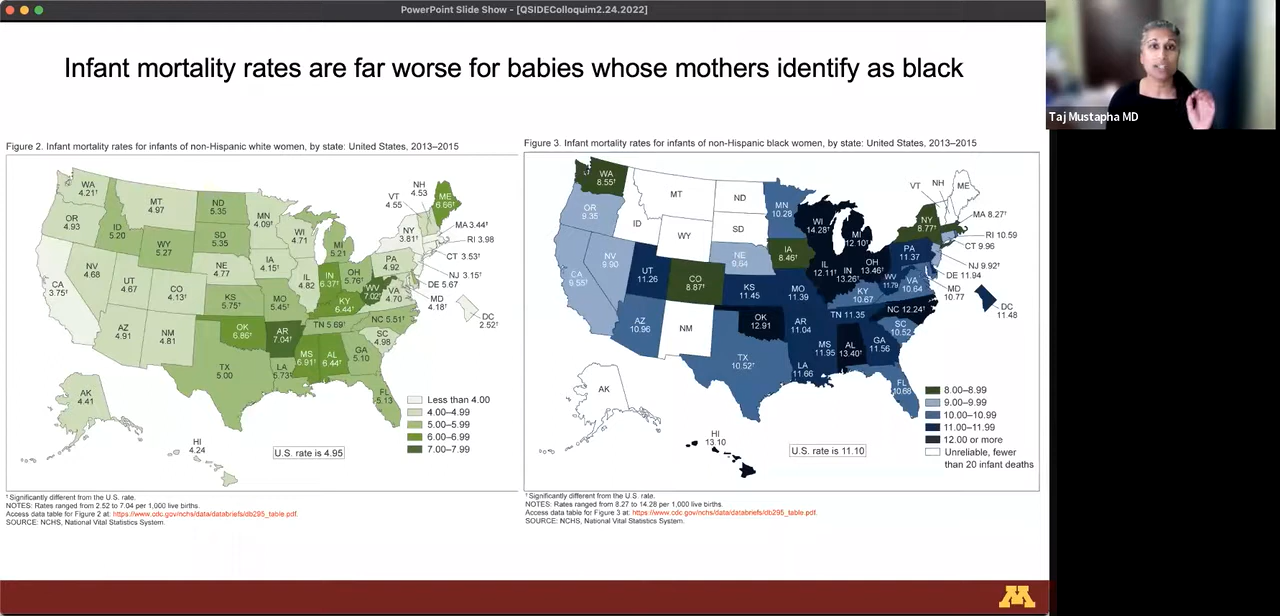 PowerPoint Slide Show - [QSIDEColloquim2.24.2022]
Taj Mustapha MD
Infant mortality rates are far worse for babies whose mothers identify as black
Figure 2. Infant mortality rates for infants of non-Hispanic white women, by state: United States, 2013–2015
WA
4.21†
OR
4.93
CA
3.75†
NV
4.68
ID
5.20
MT
4.97
WY
5.27
UT
4.67
AZ
4.91
CO
4.13†
NM
4.81
ND
5.35
SD
5.35
NE
4.77
KS
5.75†
OK
6.86†
TX
5.00
MN
4.09†
IA
4.15†
MO
5.45†
AR
7.04†
LA
5.73†
WI
4.71
IL
4.82
MI
5.21
IN
6.37†
OH
5.76†
KY
6.44†
TN 5.69†
MS
6.91†
AL
6.44†
GA
5.10
FL
5.13
SC
4.98
NC 5.51†
VA
4.70
WV
7.02†
PA
4.92
NY
3.81†
VT
4.55
NH
4.53
ME
6.66†
MA 3.44†
RI 3.98
CT 3.53†
NJ 3.15†
DE 5.67
MD
4.18†
DC
2.52†
AK
4.41
HI
4.24
Less than 4.00
4.00–4.99
5.00–5.99
6.00–6.99
7.00–7.99
U.S. rate is 4.95
† Significantly different from the U.S. rate.
NOTES: Rates ranged from 2.52 to 7.04 per 1,000 live births.
Access data table for Figure 2 at: https://www.cdc.gov/nchs/data/databriefs/db295_table.pdf.
SOURCE: NCHS, National Vital Statistics System.
Figure 3. Infant mortality rates for infants of non-Hispanic black women, by state: United States, 2013–2015
WA
8.55†
OR
9.35
CA
9.55†
NV
9.90
ID
MT
WY
UT
11.26
AZ
10.96
CO
8.87†
NM
ND
SD
NE
9.64
KS
11.45
OK
12.91
TX
10.52†
MN
10.28
IA
8.46†
MO
11.39
AR
11.04
LA
11.66
WI
14.28†
IL
12.11†
MI
12.10†
IN
13.26†
OH
13.46†
KY
10.67
TN 11.35
MS
11.95
AL
13.40†
GA
11.56
FL
10.68
SC
10.52
NC 12.24†
VA
10.64
WV
11.79
PA
11.37
NY
8.77†
VT
NH
ME
MA 8.27†
RI 10.59
CT 9.96
NJ 9.92†
DE 11.94
MD
10.77
DC
11.48
AK
HI
13.10
8.00–8.99
9.00–9.99
10.00–10.99
11.00–11.99
12.00 or more
Unreliable, fewer
than 20 infant deaths
U.S. rate is 11.10
† Significantly different from the U.S. rate.
NOTES: Rates ranged from 8.27 to 14.28 per 1,000 live births.
Access data table for Figure 3 at: https://www.cdc.gov/nchs/data/databriefs/db295_table.pdf.
SOURCE: NCHS, National Vital Statistics System.
M